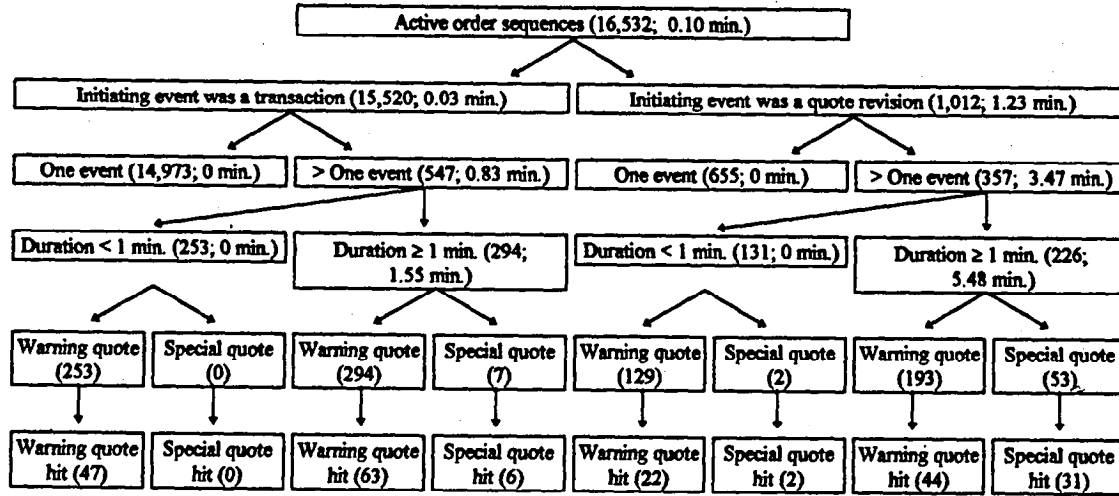 Active order sequences (16,532; 0.10 min.)
Initiating event was a transaction (15,520; 0.03 min.)
Initiating event was a quote revision (1,012; 1.23 min.)
One event (14,973; 0 min.)
> One event (547; 0.83 min.)
One event (655; 0 min.)
> One event (357; 3.47 min.)
Duration < 1 min. (253; 0 min.)
Duration ≥ 1 min. (294;
1.55 min.)
Duration < 1 min. (131; 0 min.)
Duration ≥ 1 min. (226;
5.48 min.)
Warning quote
(253)
Special quote
(0)
Warning quote
(294)
Special quote
(7)
Warning quote
(129)
Special quote
(2)
Warning quote
(193)
Special quote
(53)
Warning quote
hit (47)
Special quote
hit (0)
Warning quote
hit (63)
Special quote
hit (6)
Warning quote
hit (22)
Special quote
hit (2)
Warning quote
hit (44)
Special quote
hit (31)